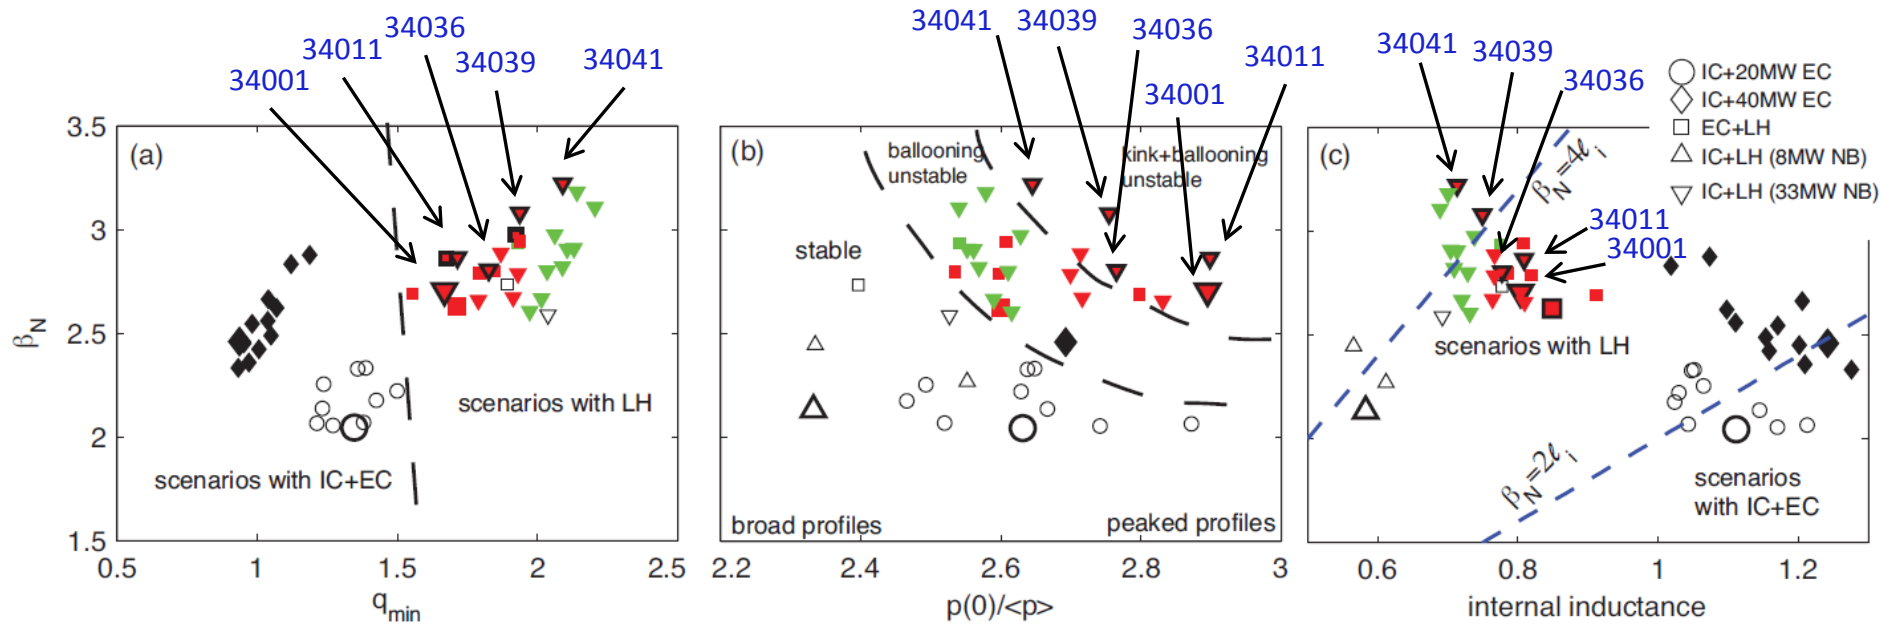 34001
34011
34036
34039
34041
34041
34039
34036
34001
34011
34041
34039
34036
34011
34001
IC+20MW EC
IC+40MW EC
EC+LH
IC+LH (8MW NB)
IC+LH (33MW NB)
(a)
3.5
3
2.5
2
1.5
βN
scenarios with LH
scenarios with IC+EC
0.5
1
1.5
2
2.5
qmin
(b)
ballooning
unstable
kink+ballooning
unstable
stable
broad profiles
peaked profiles
2.2
2.4
2.6
2.8
3
p(0)/<p>
(c)
βN=4ℓi
scenarios with LH
βN=2ℓi
scenarios
with IC+EC
0.6
0.8
1
1.2
internal inductance